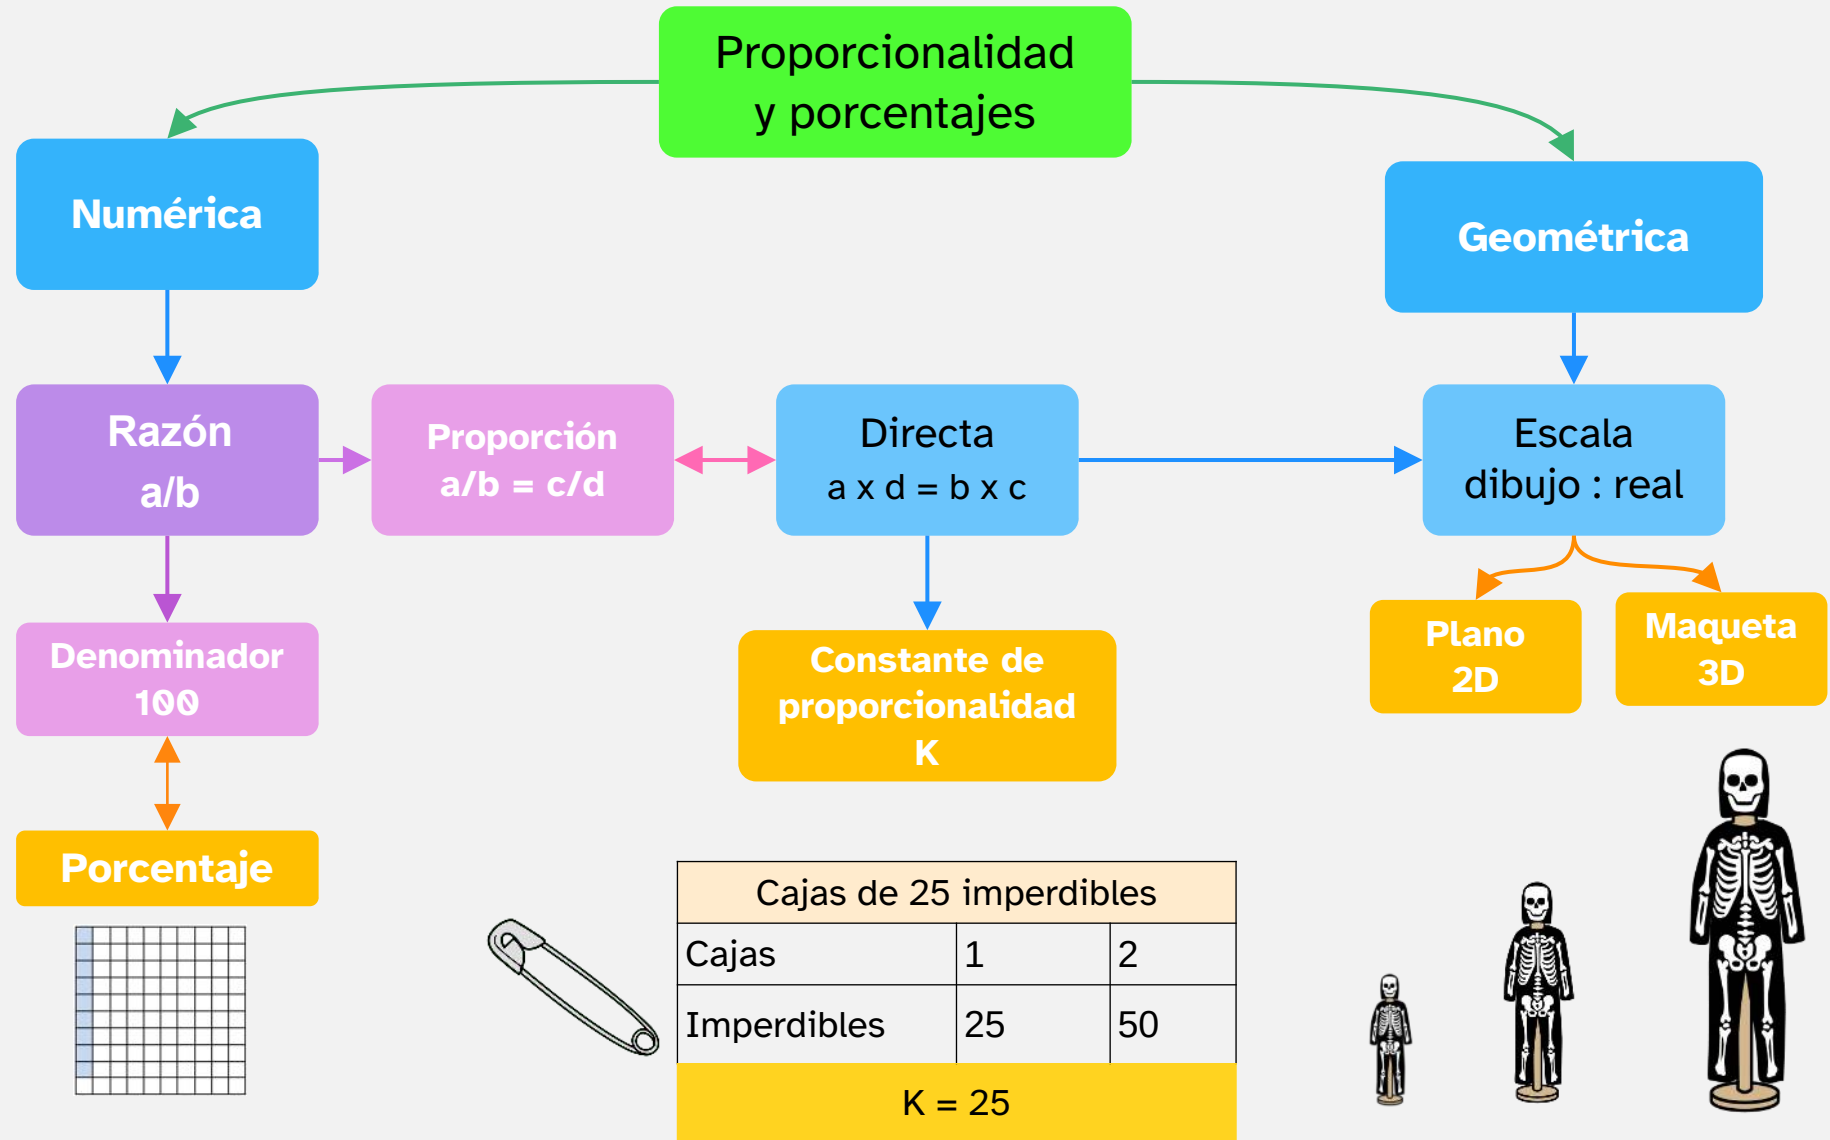 Proporcionalidad
y porcentajes
Numérica
Geométrica
Razón
a/b
Proporción
a/b = c/d
Directa
a x d = b x c
Escala
dibujo : real
Denominador
100
Constante de
proporcionalidad
K
Plano
2D
Maqueta
3D
Porcentaje
Cajas de 25 imperdibles
Cajas 1 2
Imperdibles 25 50
K = 25